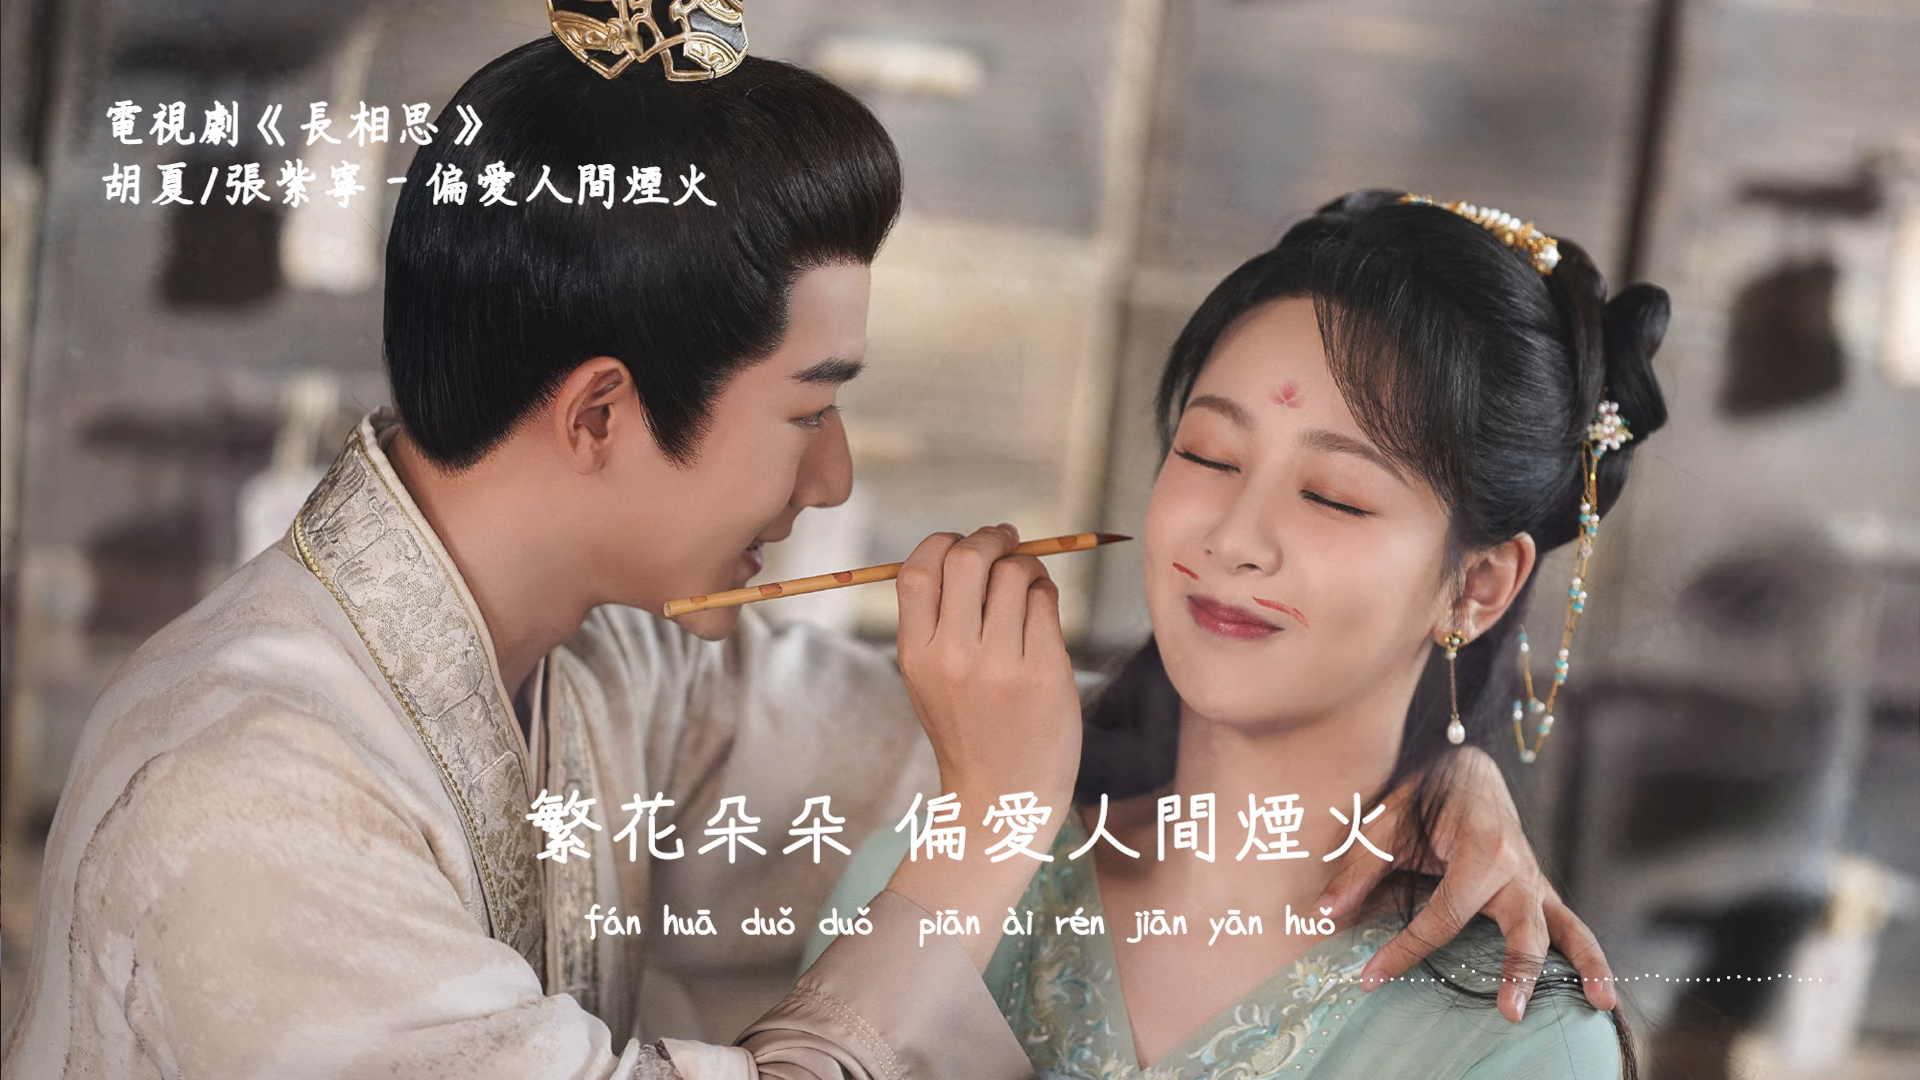 電視劇《長相思》
胡夏/張紫寧 - 偏愛人間煙火
繁花朵朵 偏愛人間煙火
fán huā duǒ duǒ piān ài rén jiān yān huǒ